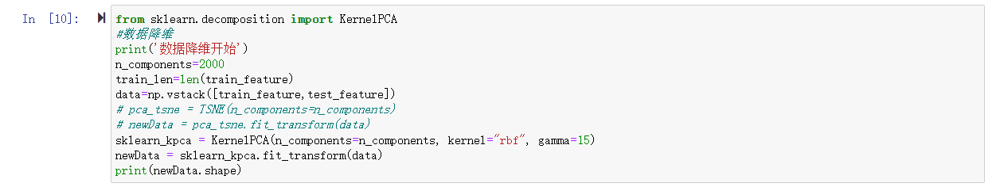 In [10]:
from sklearn.decomposition import KernelPCA
#数据降维
print('数据降维开始')
n_components=2000
train_len=len(train_feature)
data=np.vstack([train_feature,test_feature])
# pca_tsne = TSNE(n_components=n_components)
# newData = pca_tsne.fit_transform(data)
sklearn_kpca = KernelPCA(n_components=n_components, kernel="rbf", gamma=15)
newData = sklearn_kpca.fit_transform(data)
print(newData.shape)